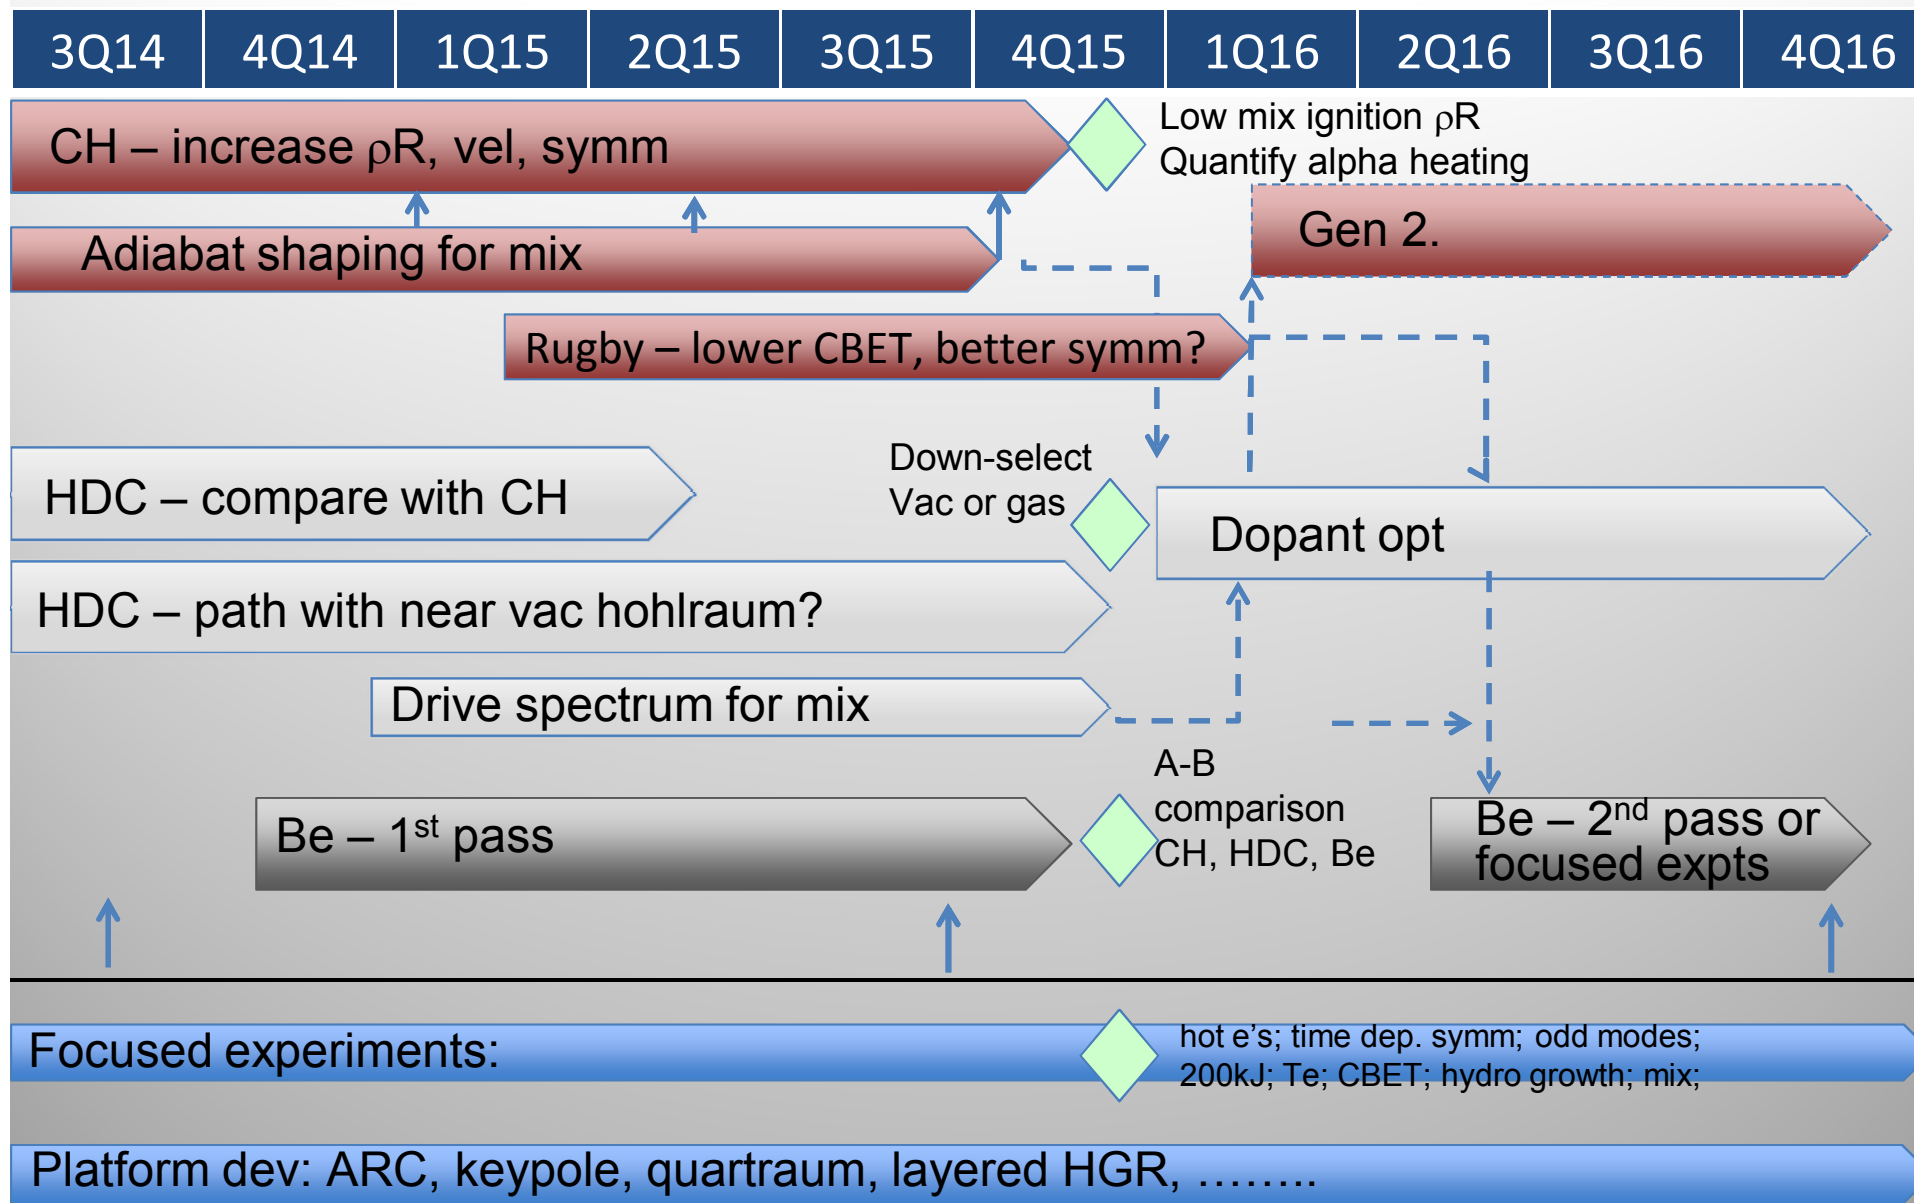 3Q14 4Q14 1Q15 2Q15 3Q15 4Q15 1Q16 2Q16 3Q16 4Q16
CH – increase ρR, vel, symm
Low mix ignition ρR
Quantify alpha heating
Adiabat shaping for mix
Gen 2.
Rugby – lower CBET, better symm?
HDC – compare with CH
Down-select
Vac or gas
Dopant opt
HDC – path with near vac hohlraum?
Drive spectrum for mix
Be – 1st pass
A-B
comparison
CH, HDC, Be
Be – 2nd pass or
focused expts
Focused experiments:
hot e's; time dep. symm; odd modes;
200kJ; Te; CBET; hydro growth; mix;
Platform dev: ARC, keypole, quartraum, layered HGR, ……..